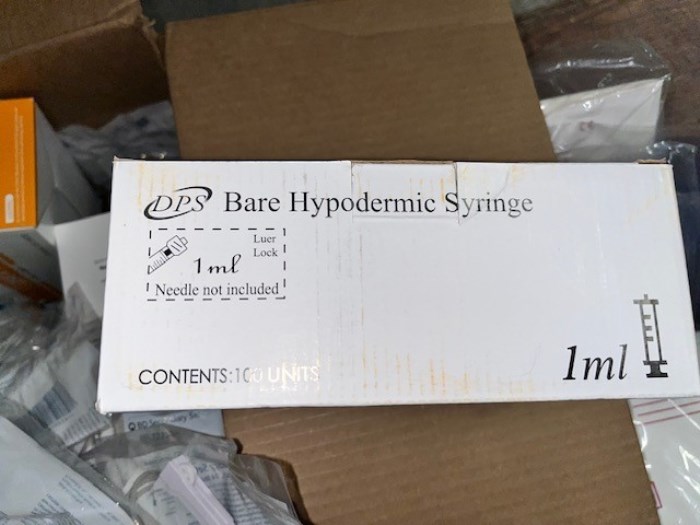 DPS Bare Hypodermic Syringe
Luer
Lock
1ml
Needle not included
CONTENTS:100 UNITS
1ml